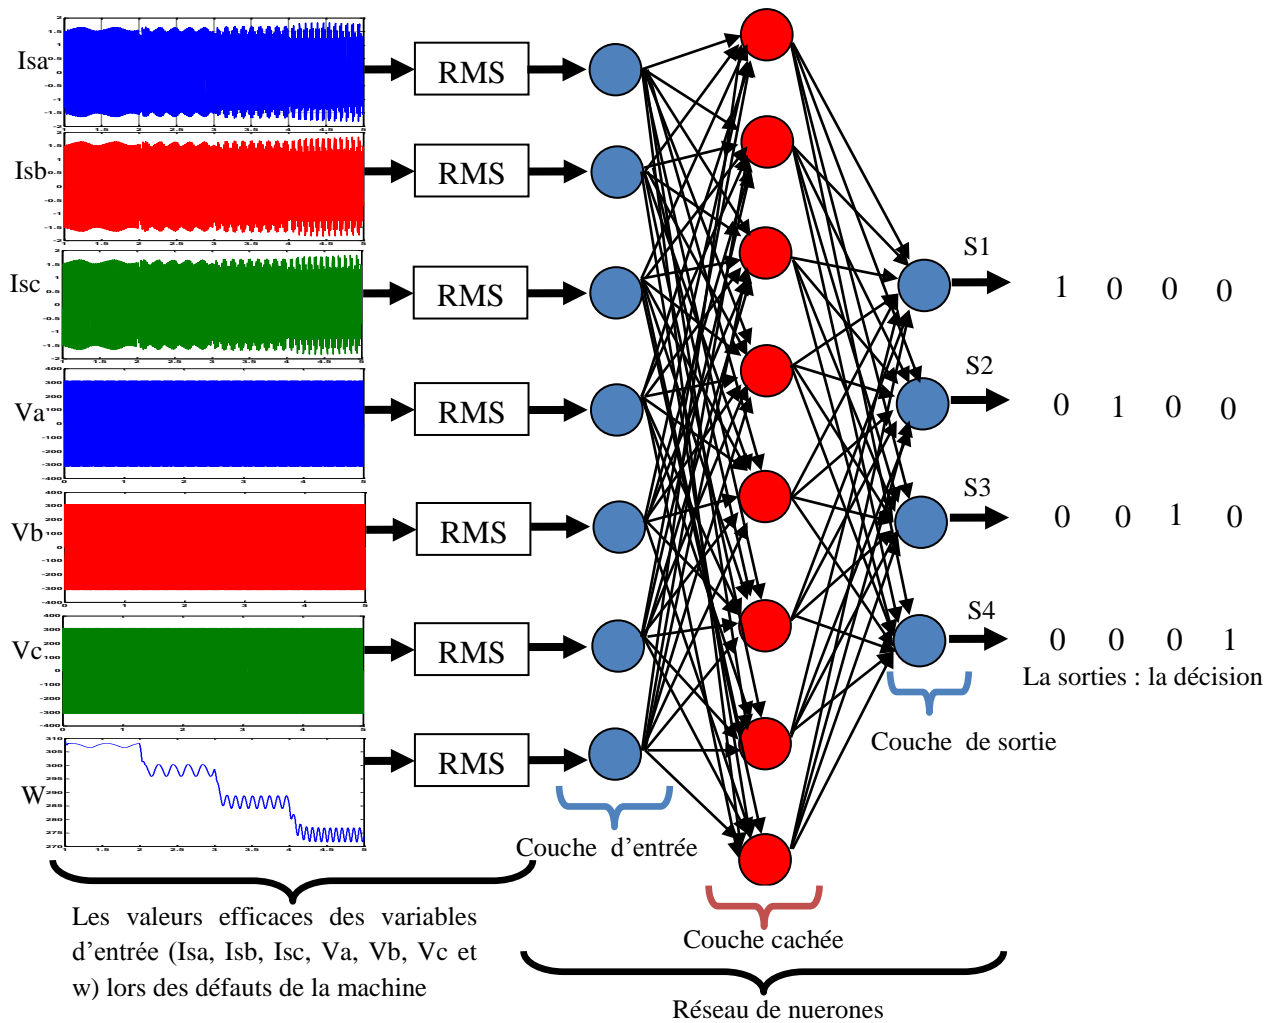 Isa
RMS
Isb
RMS
Isc
RMS
Va
RMS
Vb
RMS
Vc
RMS
W
RMS
S1
1 0 0 0
S2
0 1 0 0
S3
0 0 1 0
S4
0 0 0 1
La sorties : la décision
Couche de sortie
Couche d’entrée
Couche cachée
Les valeurs efficaces des variables
d’entrée (Isa, Isb, Isc, Va, Vb, Vc et
w) lors des défauts de la machine
Réseau de nuerones